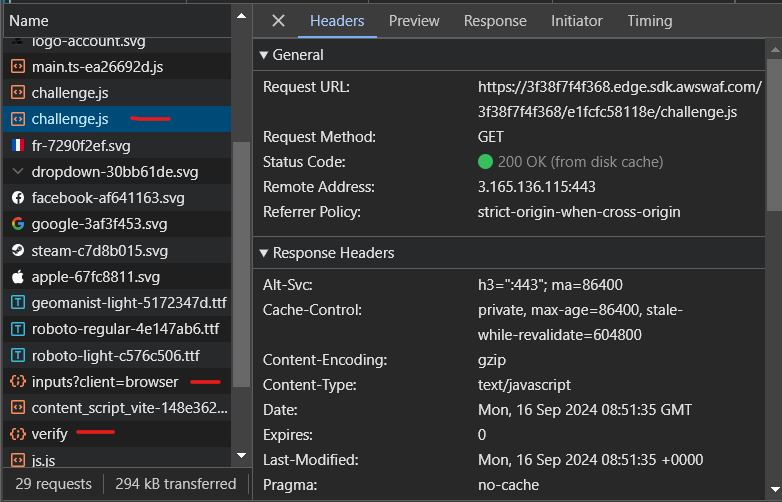 Name
Headers Preview Response Initiator Timing
logo-account.svg
main.ts-ea26692d.js
challenge.js
challenge.js
fr-7290f2ef.svg
dropdown-30bb61de.svg
facebook-af641163.svg
google-3af3f453.svg
steam-c7d8b015.svg
apple-67fc8811.svg
geomanist-light-5172347d.ttf
roboto-regular-4e147ab6.ttf
roboto-light-c576c506.ttf
inputs?client=browser
content_script_vite-148e362...
verify
js.js
29 requests 294 kB transferred
General
Request URL: https://3f38f7f4f368.edge.sdk.awswaf.com/
3f38f7f4f368/e1fcfc58118e/challenge.js
Request Method: GET
Status Code: 200 OK (from disk cache)
Remote Address: 3.165.136.115:443
Referrer Policy: strict-origin-when-cross-origin
Response Headers
Alt-Svc: h3=":443"; ma=86400
Cache-Control: private, max-age=86400, stale-
while-revalidate=604800
Content-Encoding: gzip
Content-Type: text/javascript
Date: Mon, 16 Sep 2024 08:51:35 GMT
Expires: 0
Last-Modified: Mon, 16 Sep 2024 08:51:35 +0000
Pragma: no-cache